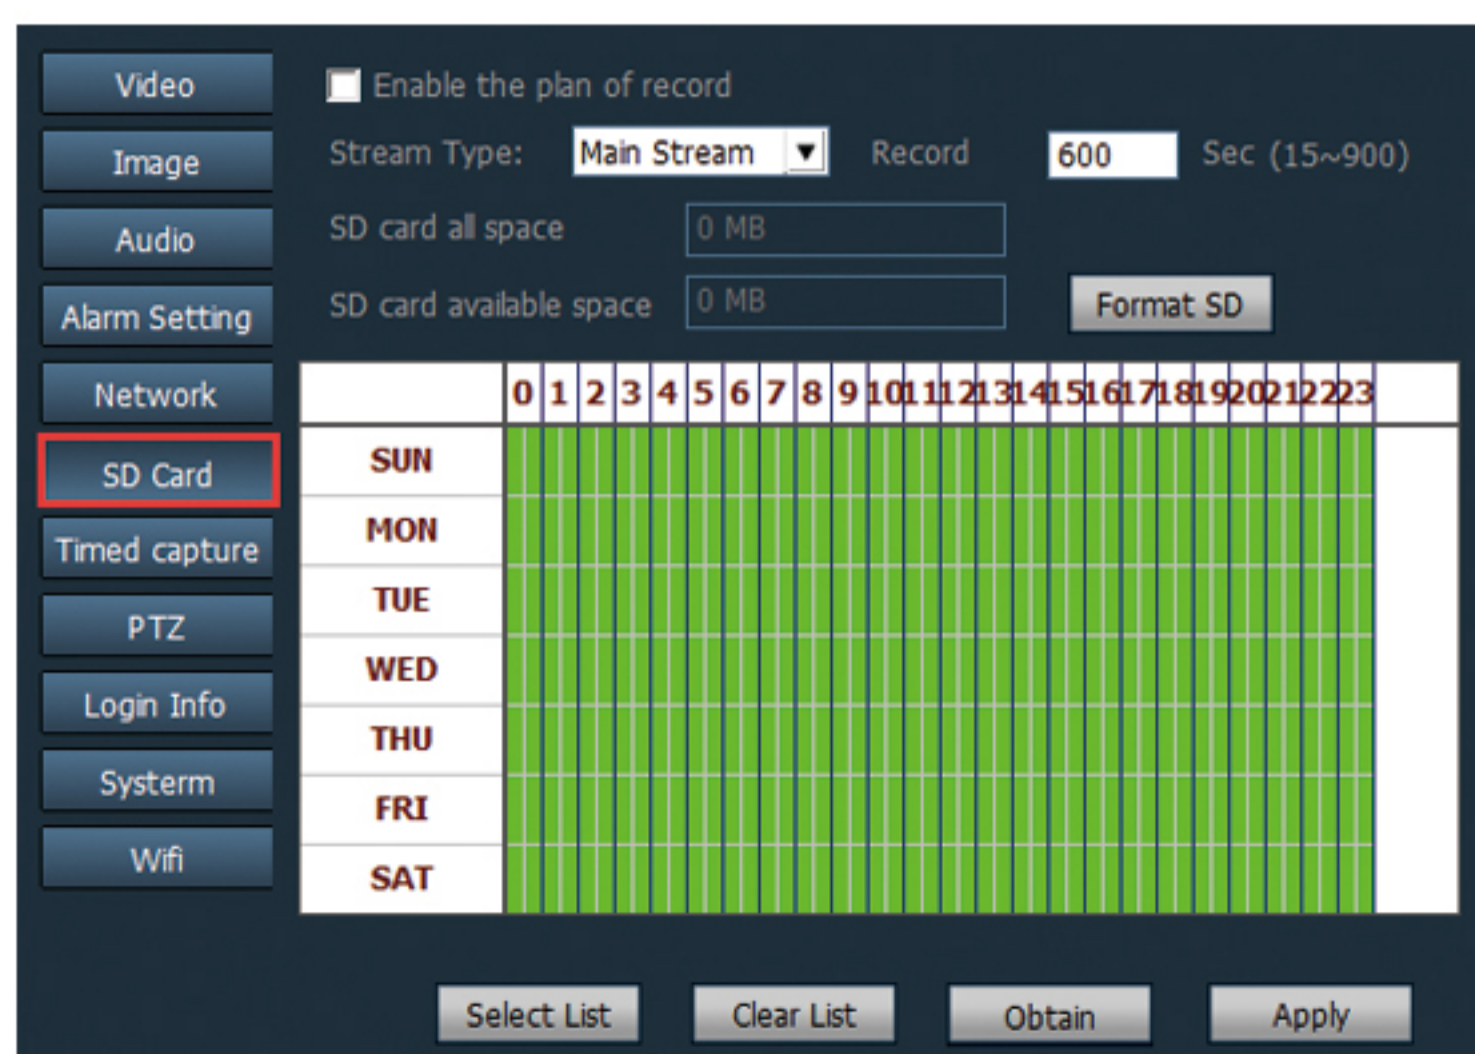 Video
Image
Audio
Alarm Setting
Network
SD Card
Timed capture
PTZ
Login Info
Systerm
Wifi
Enable the plan of record
Stream Type: Main Stream Record 600 Sec (15~900)
SD card all space 0 MB
SD card available space 0 MB Format SD
0 1 2 3 4 5 6 7 8 9 10 11 12 13 14 15 16 17 18 19 20 21 22 23
SUN
MON
TUE
WED
THU
FRI
SAT
Select List Clear List Obtain Apply